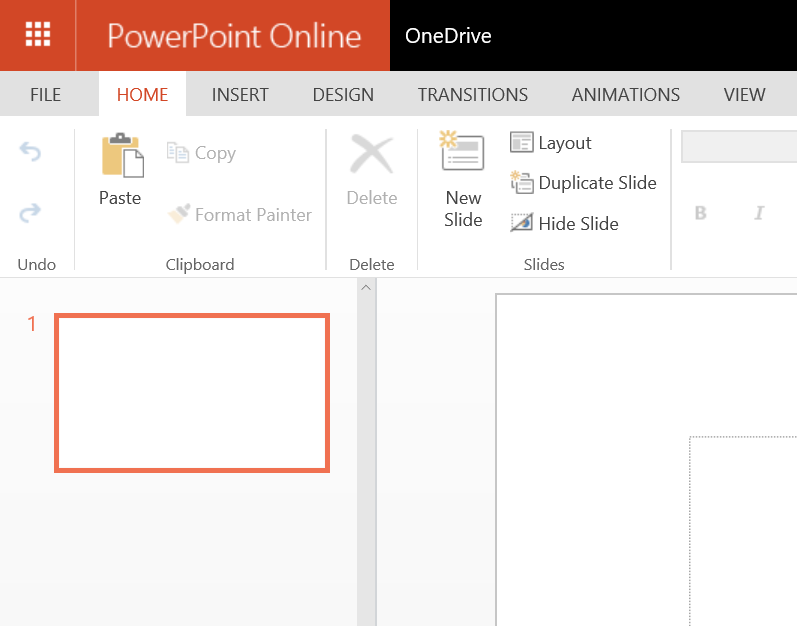 PowerPoint Online OneDrive
FILE HOME INSERT DESIGN TRANSITIONS ANIMATIONS VIEW
Paste
Copy
Format Painter
Delete
New
Slide
Layout
Duplicate Slide
Hide Slide
B I
Undo Clipboard Delete Slides
1